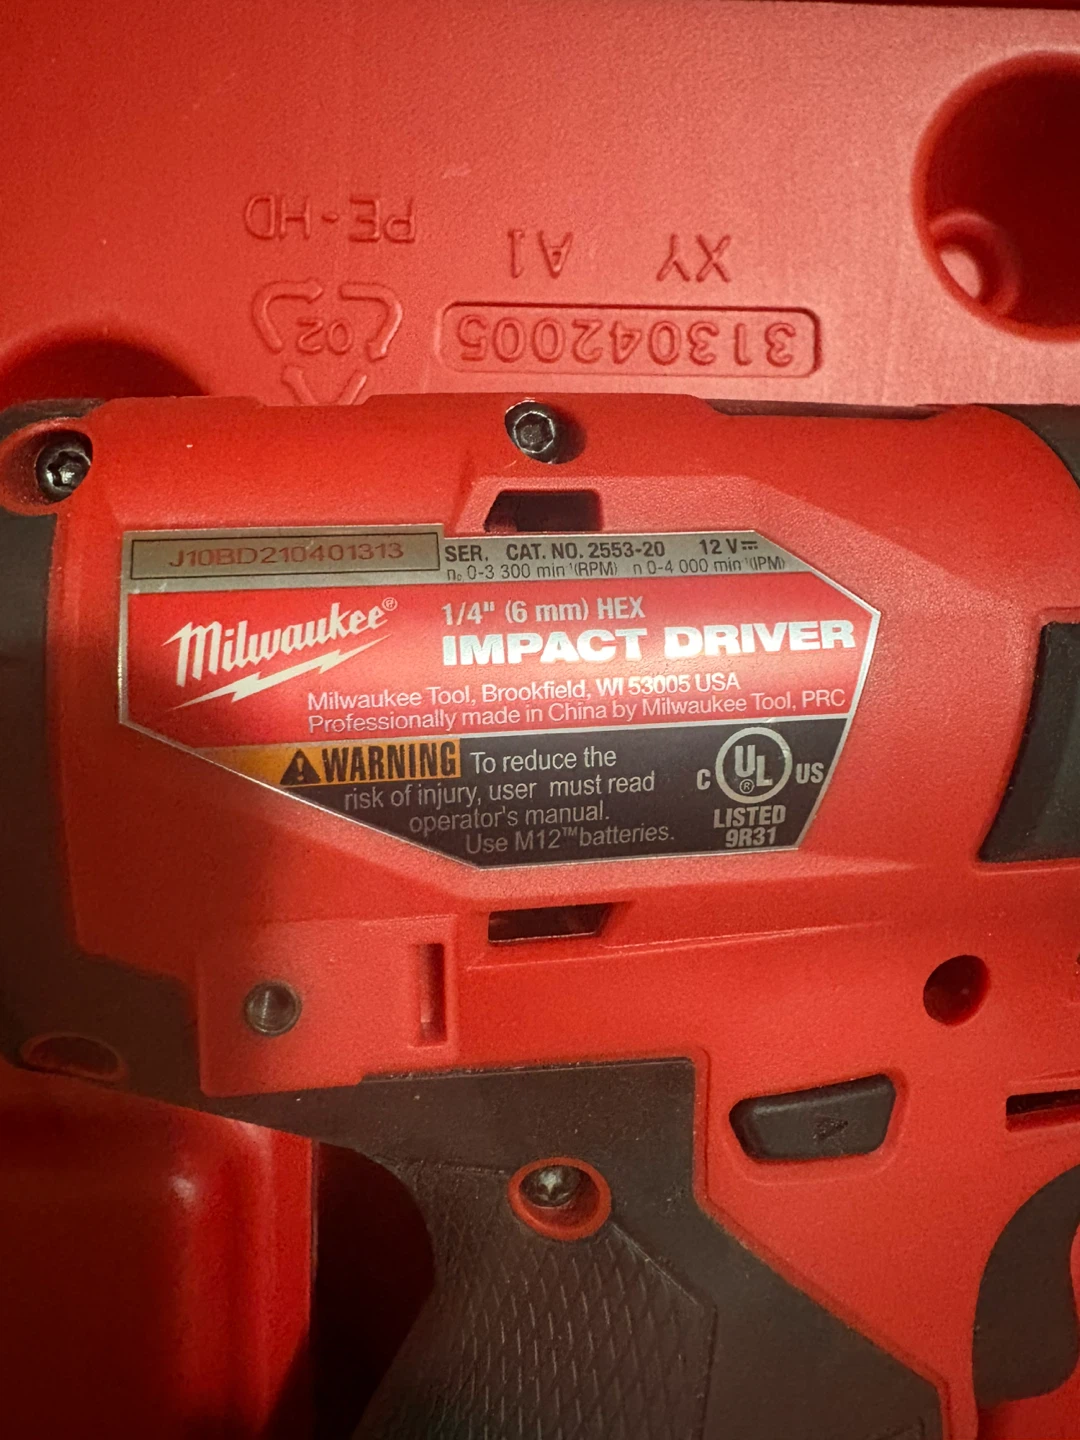 PE-HD
XY A1
02
313042005
J10BD210401313
SER. CAT. NO. 2553-20 12 V
n₀ 0-3 300 min⁻¹(RPM) n 0-4 000 min⁻¹(IPM)
Milwaukee®
1/4" (6 mm) HEX
IMPACT DRIVER
Milwaukee Tool, Brookfield, WI 53005 USA
Professionally made in China by Milwaukee Tool, PRC
WARNING To reduce the
risk of injury, user must read
operator's manual.
Use M12™batteries.
C UL® US
LISTED
9R31